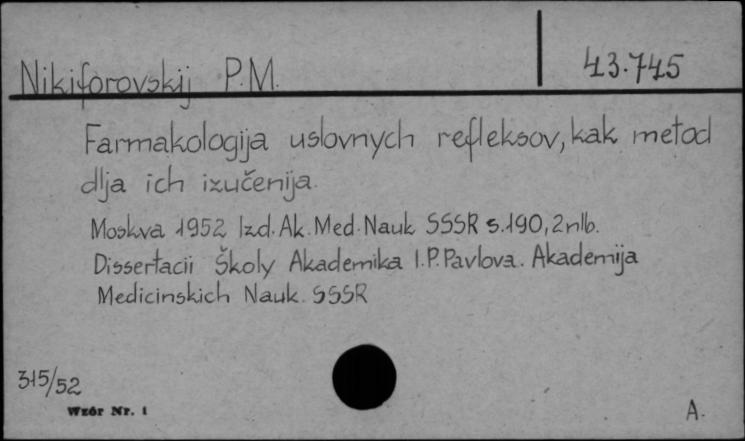 Nikiforovskij P.M.
43.745
Farmakologija uslovnych refleksov, kak metod
dlja ich izučenija.
Moskva 1952 Izd. Ak. Med. Nauk SSSR s.190, 2nlb.
Dissertacii Školy Akademika I.P. Pavlova. Akademija
Medicinskich Nauk. SSSR
315/52
Wzór Nr. 1
A.